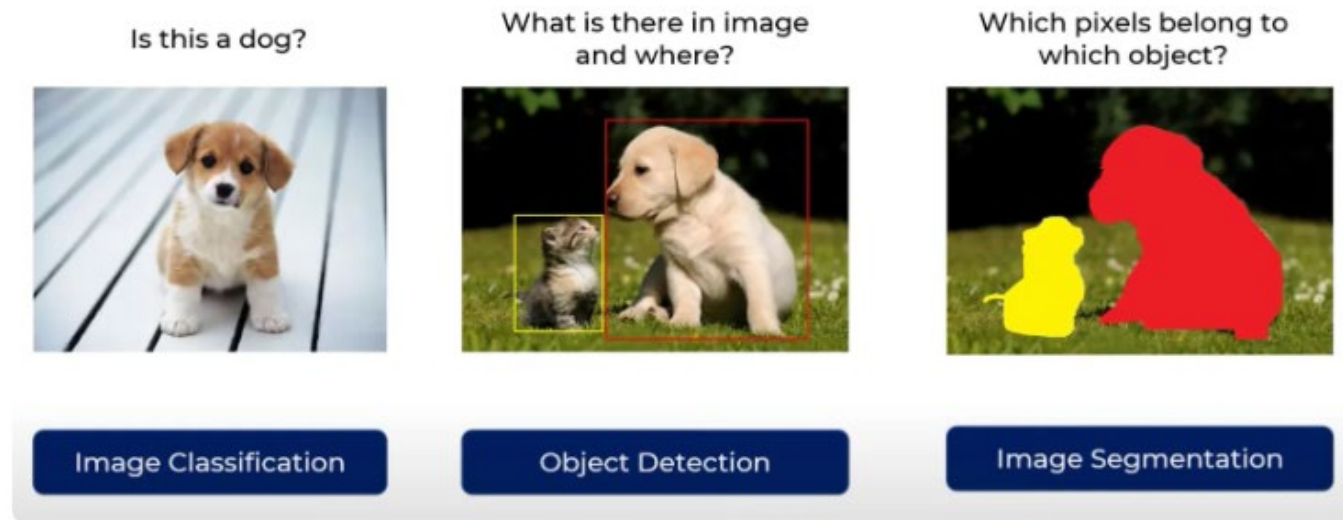 Is this a dog?
What is there in image
and where?
Which pixels belong to
which object?
Image Classification
Object Detection
Image Segmentation